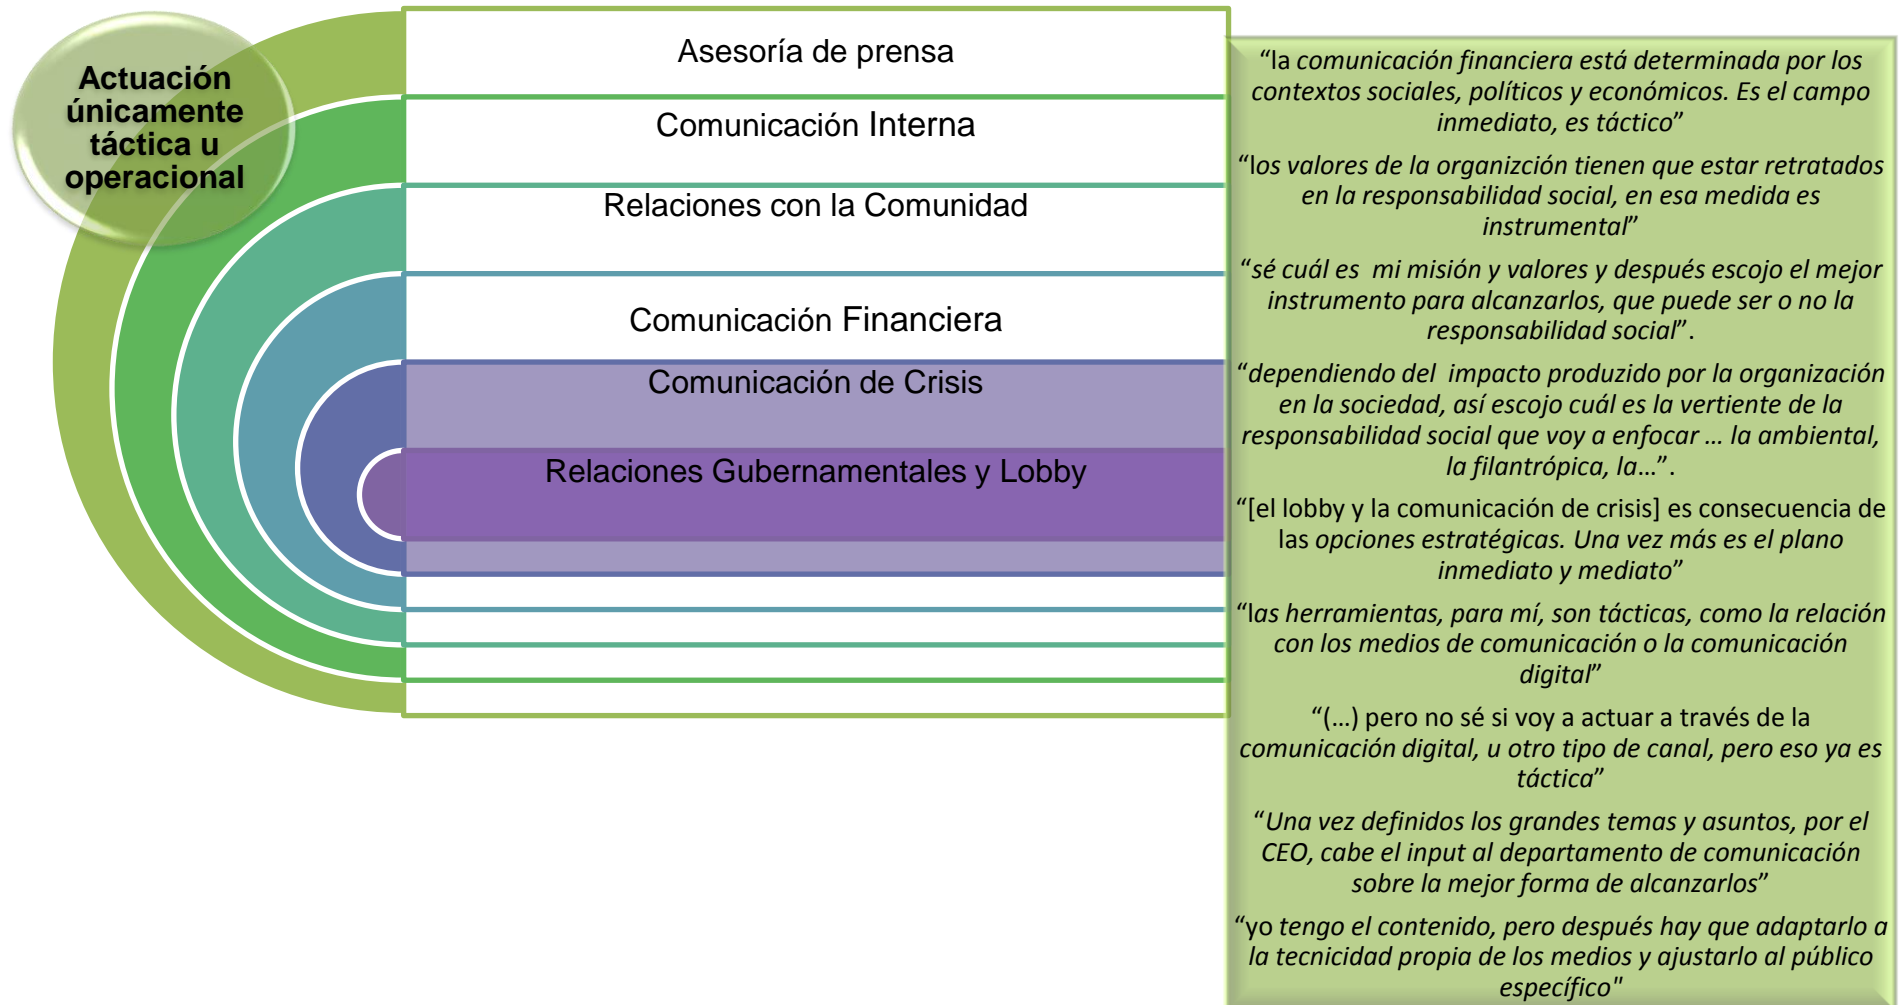 Actuación
únicamente
táctica u
operacional
Asesoría de prensa
Comunicación Interna
Relaciones con la Comunidad
Comunicación Financiera
Comunicación de Crisis
Relaciones Gubernamentales y Lobby
“la comunicación financiera está determinada por los
contextos sociales, políticos y económicos. Es el campo
inmediato, es táctico”
“los valores de la organizción tienen que estar retratados
en la responsabilidad social, en esa medida es
instrumental”
“sé cuál es mi misión y valores y después escojo el mejor
instrumento para alcanzarlos, que puede ser o no la
responsabilidad social”.
“dependiendo del impacto produzido por la organización
en la sociedad, así escojo cuál es la vertiente de la
responsabilidad social que voy a enfocar … la ambiental,
la filantrópica, la…”.
“[el lobby y la comunicación de crisis] es consecuencia de
las opciones estratégicas. Una vez más es el plano
inmediato y mediato”
“las herramientas, para mí, son tácticas, como la relación
con los medios de comunicación o la comunicación
digital”
“(…) pero no sé si voy a actuar a través de la
comunicación digital, u otro tipo de canal, pero eso ya es
táctica”
“Una vez definidos los grandes temas y asuntos, por el
CEO, cabe el input al departamento de comunicación
sobre la mejor forma de alcanzarlos”
“yo tengo el contenido, pero después hay que adaptarlo a
la tecnicidad propia de los medios y ajustarlo al público
específico"